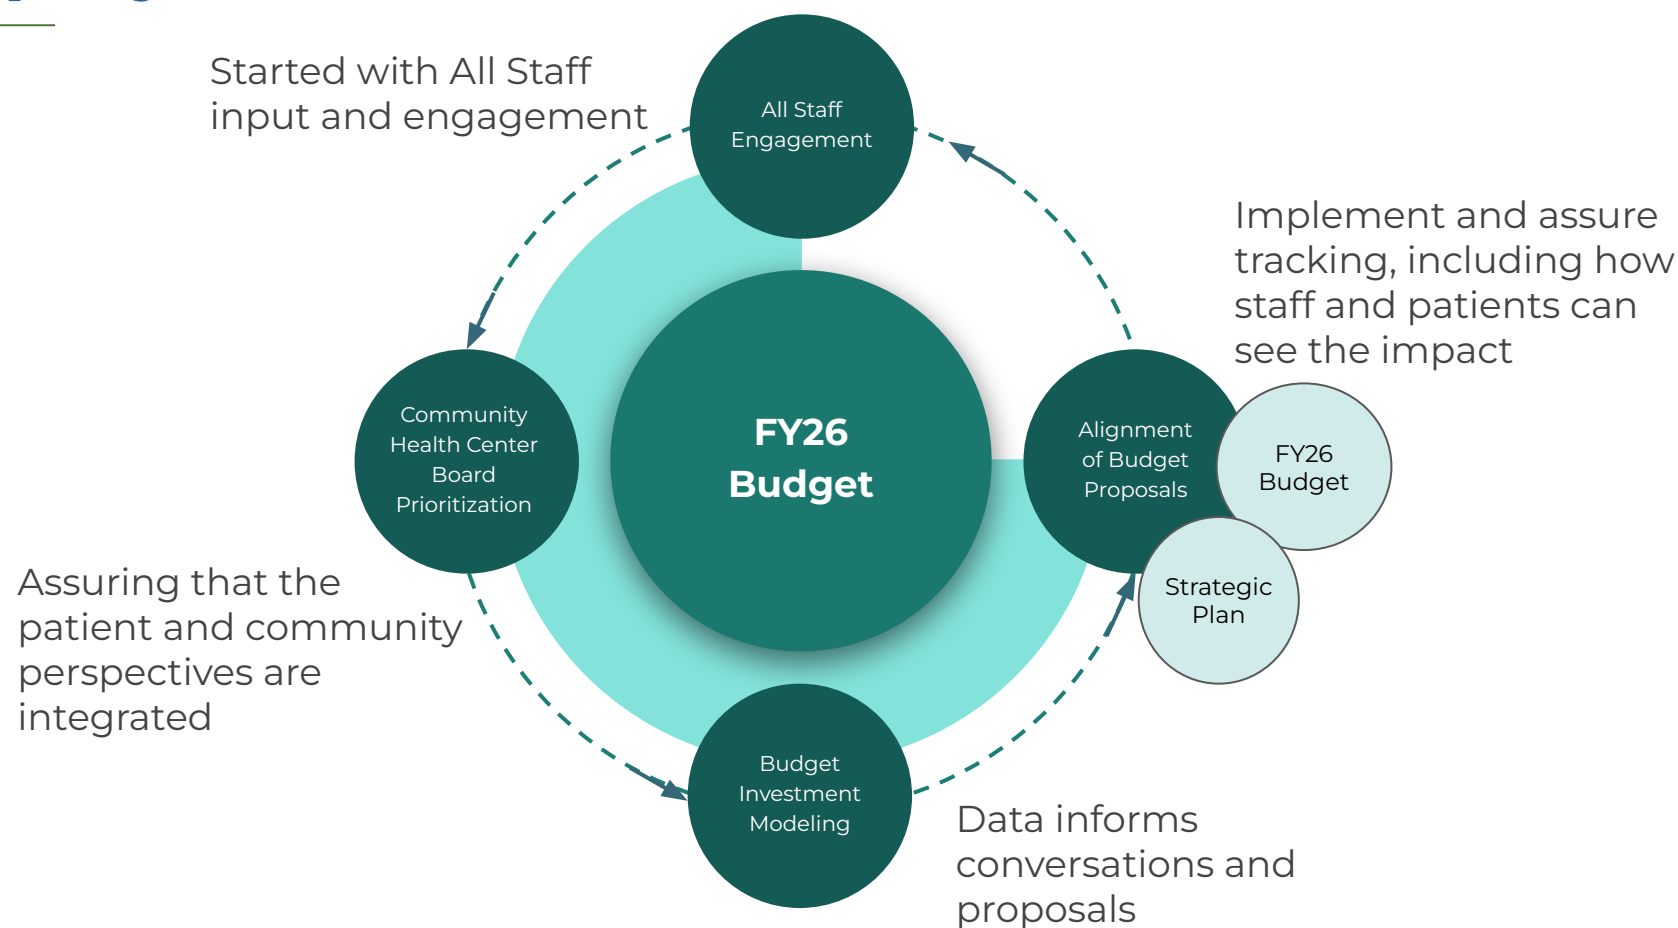 Started with All Staff
input and engagement
All Staff
Engagement
Implement and assure
tracking, including how
staff and patients can
see the impact
Community
Health Center
Board
Prioritization
FY26
Budget
Alignment
of Budget
Proposals
FY26
Budget
Strategic
Plan
Assuring that the
patient and community
perspectives are
integrated
Budget
Investment
Modeling
Data informs
conversations and
proposals